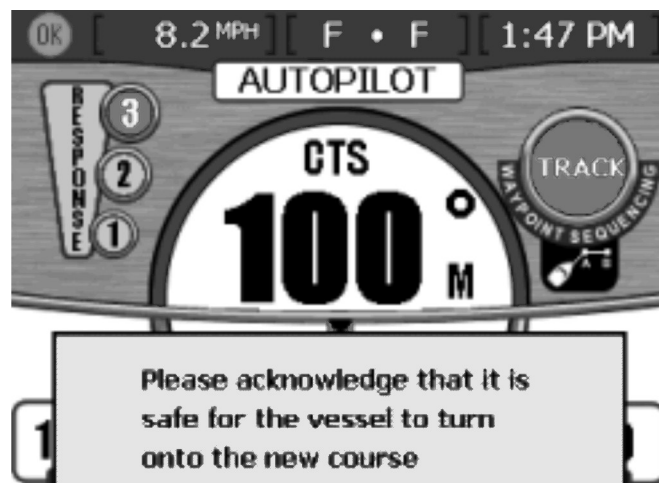 OK [ 8.2 MPH ] [ F • F ] [ 1:47 PM ]
AUTOPILOT
RESPONSE
3
2
1
CTS
100°
M
TRACK
WAYPOINT SEQUENCING
A B
Please acknowledge that it is
safe for the vessel to turn
onto the new course